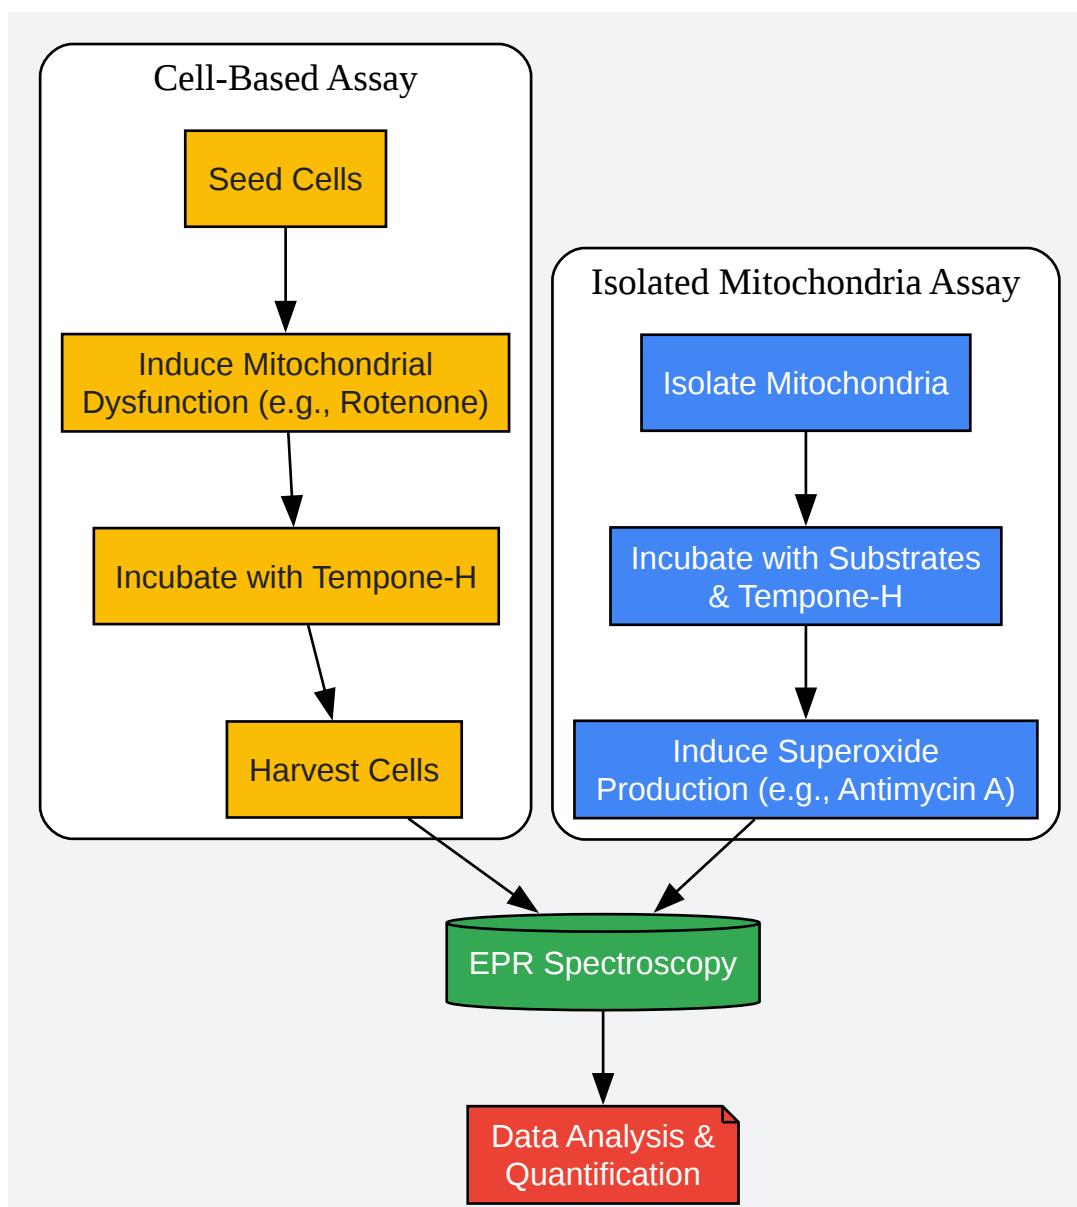 Cell-Based Assay
Seed Cells
Induce Mitochondrial
Dysfunction (e.g., Rotenone)
Incubate with Tempone-H
Harvest Cells
Isolated Mitochondria Assay
Isolate Mitochondria
Incubate with Substrates
& Tempone-H
Induce Superoxide
Production (e.g., Antimycin A)
EPR Spectroscopy
Data Analysis &
Quantification